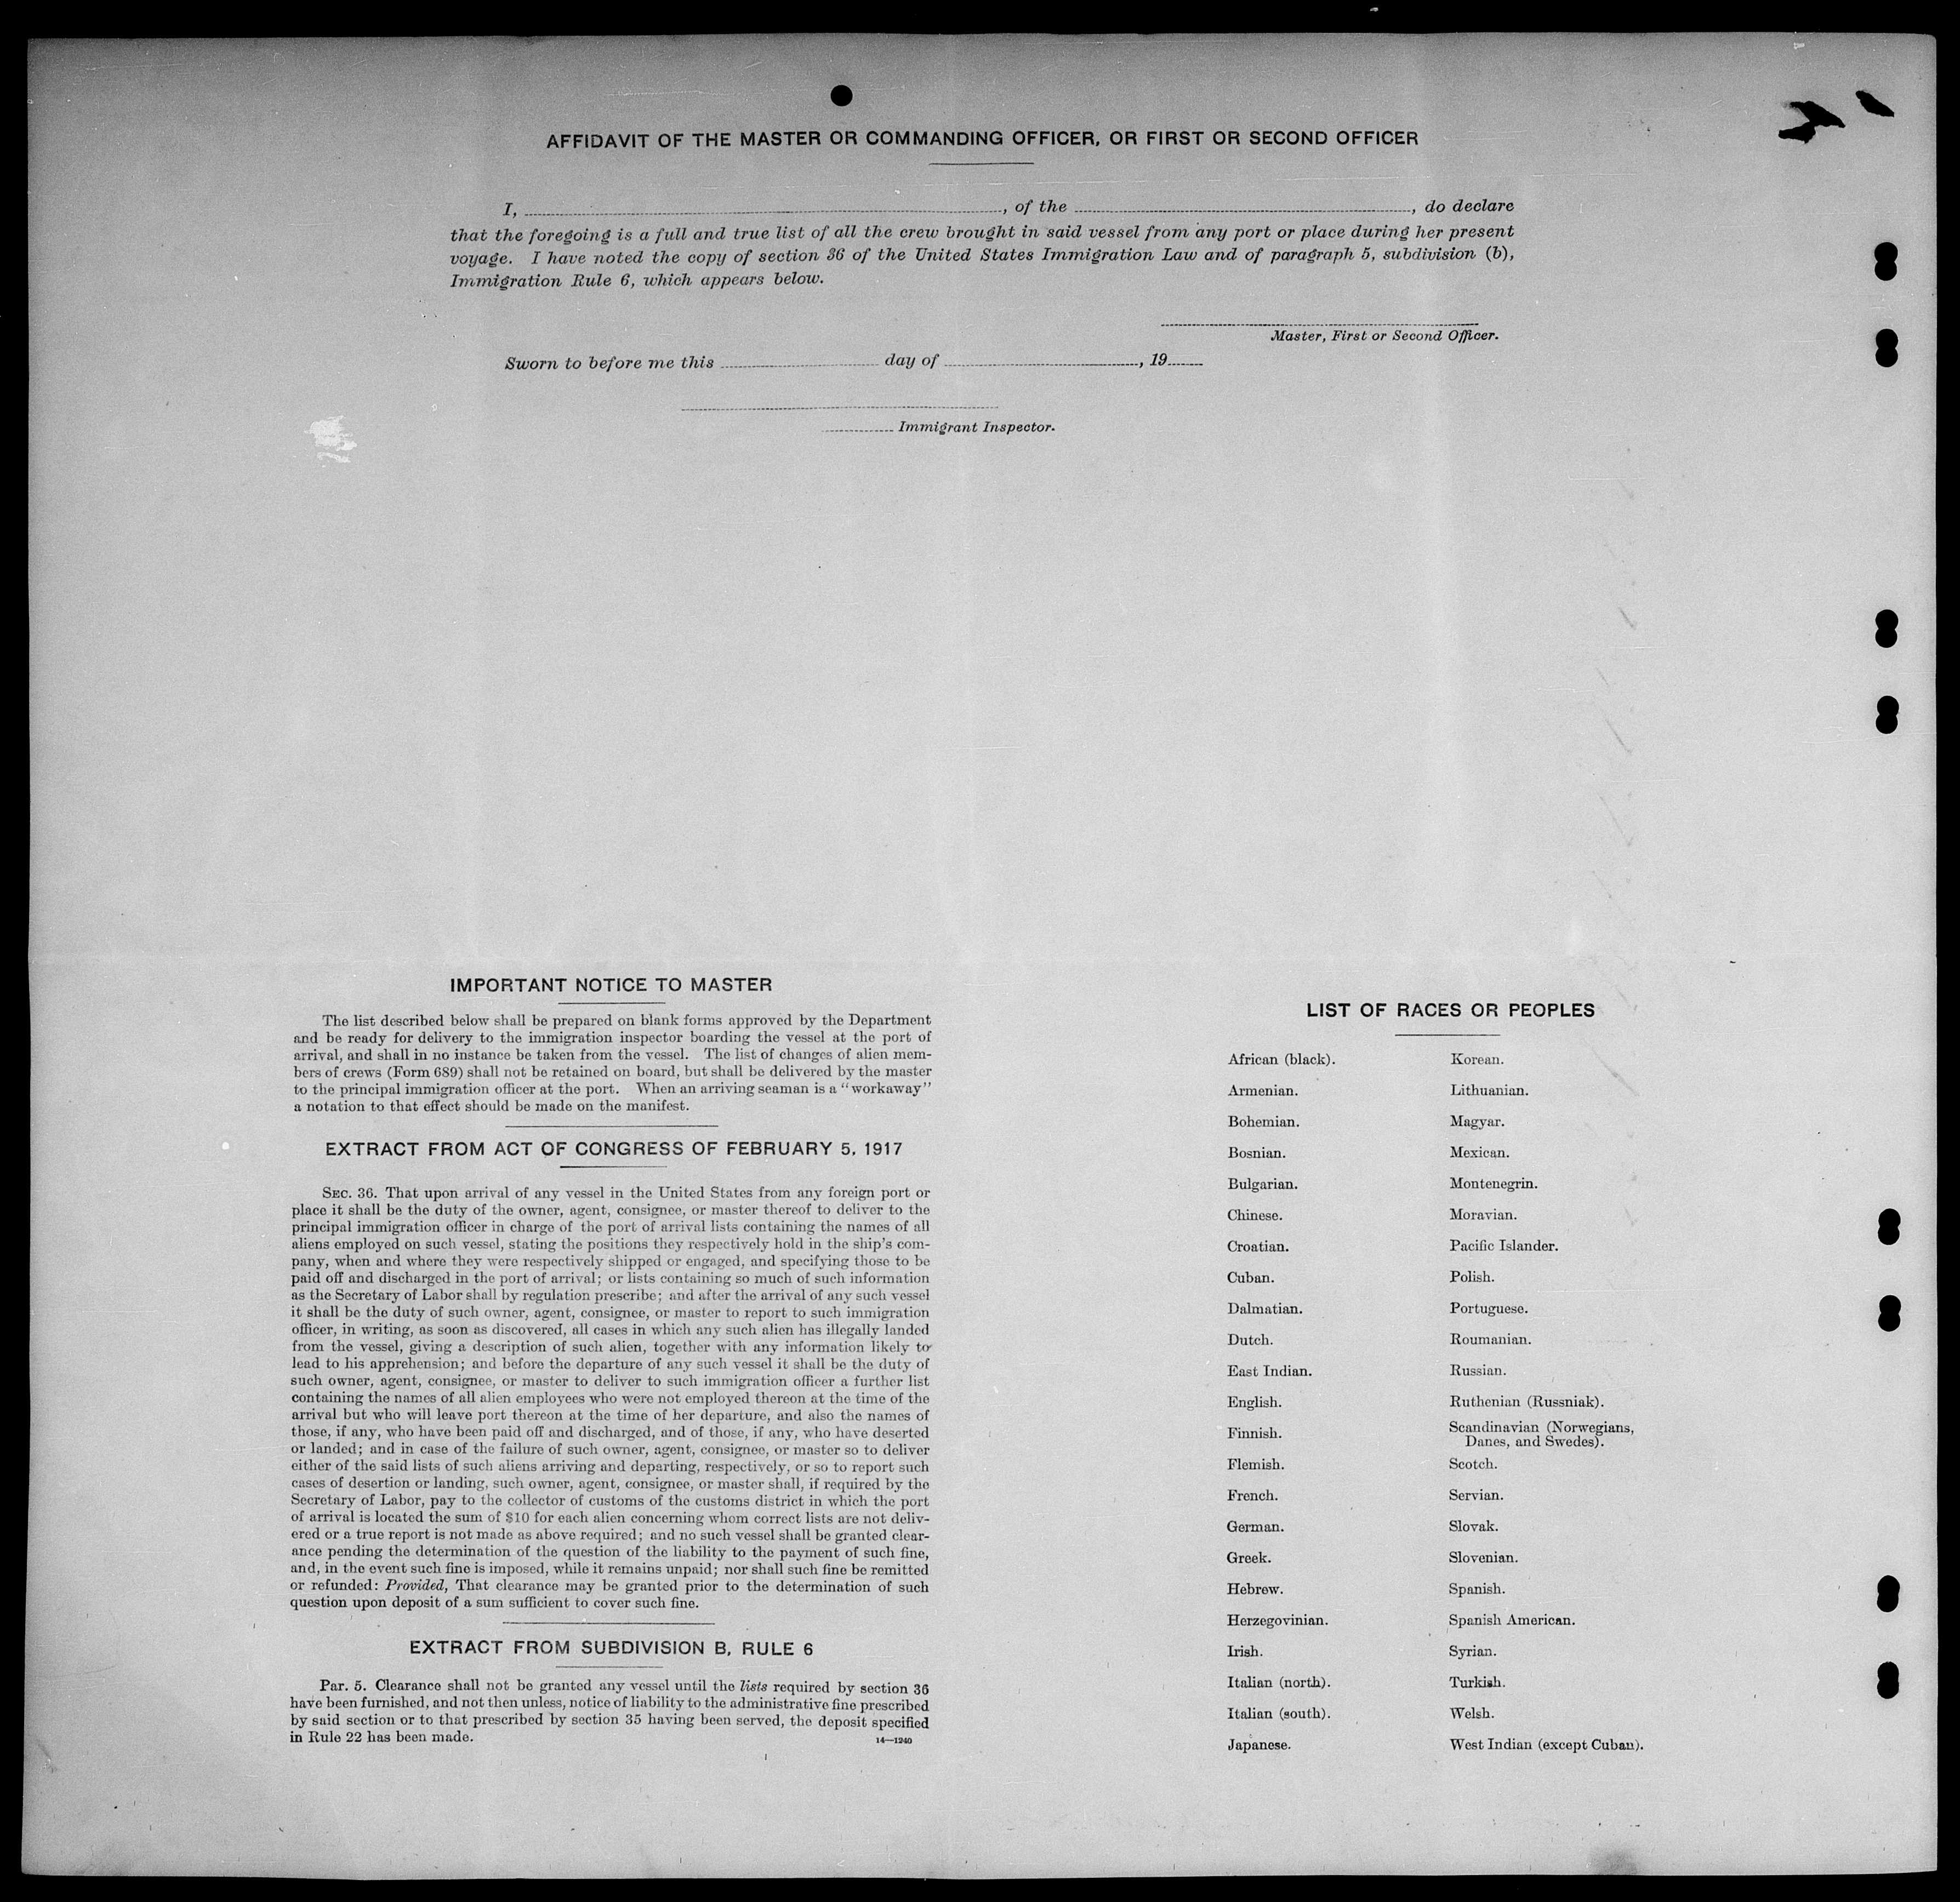 AFFIDAVIT OF THE MASTER OR COMMANDING OFFICER, OR FIRST OR SECOND OFFICER
I, , of the , do declare
that the foregoing is a full and true list of all the crew brought in said vessel from any port or place during her present
voyage. I have noted the copy of section 36 of the United States Immigration Law and of paragraph 5, subdivision (b),
Immigration Rule 6, which appears below.
Master, First or Second Officer.
Sworn to before me this day of , 19
Immigrant Inspector.
IMPORTANT NOTICE TO MASTER
The list described below shall be prepared on blank forms approved by the Department
and be ready for delivery to the immigration inspector boarding the vessel at the port of
arrival, and shall in no instance be taken from the vessel. The list of changes of alien mem-
bers of crews (Form 689) shall not be retained on board, but shall be delivered by the master
to the principal immigration officer at the port. When an arriving seaman is a "workaway"
a notation to that effect should be made on the manifest.
EXTRACT FROM ACT OF CONGRESS OF FEBRUARY 5, 1917
SEC. 36. That upon arrival of any vessel in the United States from any foreign port or
place it shall be the duty of the owner, agent, consignee, or master thereof to deliver to the
principal immigration officer in charge of the port of arrival lists containing the names of all
aliens employed on such vessel, stating the positions they respectively hold in the ship's com-
pany, when and where they were respectively shipped or engaged, and specifying those to be
paid off and discharged in the port of arrival; or lists containing so much of such information
as the Secretary of Labor shall by regulation prescribe; and after the arrival of any such vessel
it shall be the duty of such owner, agent, consignee, or master to report to such immigration
officer, in writing, as soon as discovered, all cases in which any such alien has illegally landed
from the vessel, giving a description of such alien, together with any information likely to
lead to his apprehension; and before the departure of any such vessel it shall be the duty of
such owner, agent, consignee, or master to deliver to such immigration officer a further list
containing the names of all alien employees who were not employed thereon at the time of the
arrival but who will leave port thereon at the time of her departure, and also the names of
those, if any, who have been paid off and discharged, and of those, if any, who have deserted
or landed; and in case of the failure of such owner, agent, consignee, or master so to deliver
either of the said lists of such aliens arriving and departing, respectively, or so to report such
cases of desertion or landing, such owner, agent, consignee, or master shall, if required by the
Secretary of Labor, pay to the collector of customs of the customs district in which the port
of arrival is located the sum of $10 for each alien concerning whom correct lists are not deliv-
ered or a true report is not made as above required; and no such vessel shall be granted clear-
ance pending the determination of the question of the liability to the payment of such fine,
and, in the event such fine is imposed, while it remains unpaid; nor shall such fine be remitted
or refunded: Provided, That clearance may be granted prior to the determination of such
question upon deposit of a sum sufficient to cover such fine.
EXTRACT FROM SUBDIVISION B, RULE 6
Par. 5. Clearance shall not be granted any vessel until the lists required by section 36
have been furnished, and not then unless, notice of liability to the administrative fine prescribed
by said section or to that prescribed by section 35 having been served, the deposit specified
in Rule 22 has been made.
14—1240
LIST OF RACES OR PEOPLES
African (black).
Armenian.
Bohemian.
Bosnian.
Bulgarian.
Chinese.
Croatian.
Cuban.
Dalmatian.
Dutch.
East Indian.
English.
Finnish.
Flemish.
French.
German.
Greek.
Hebrew.
Herzegovinian.
Irish.
Italian (north).
Italian (south).
Japanese.
Korean.
Lithuanian.
Magyar.
Mexican.
Montenegrin.
Moravian.
Pacific Islander.
Polish.
Portuguese.
Roumanian.
Russian.
Ruthenian (Russniak).
Scandinavian (Norwegians,
Danes, and Swedes).
Scotch.
Servian.
Slovak.
Slovenian.
Spanish.
Spanish American.
Syrian.
Turkish.
Welsh.
West Indian (except Cuban).